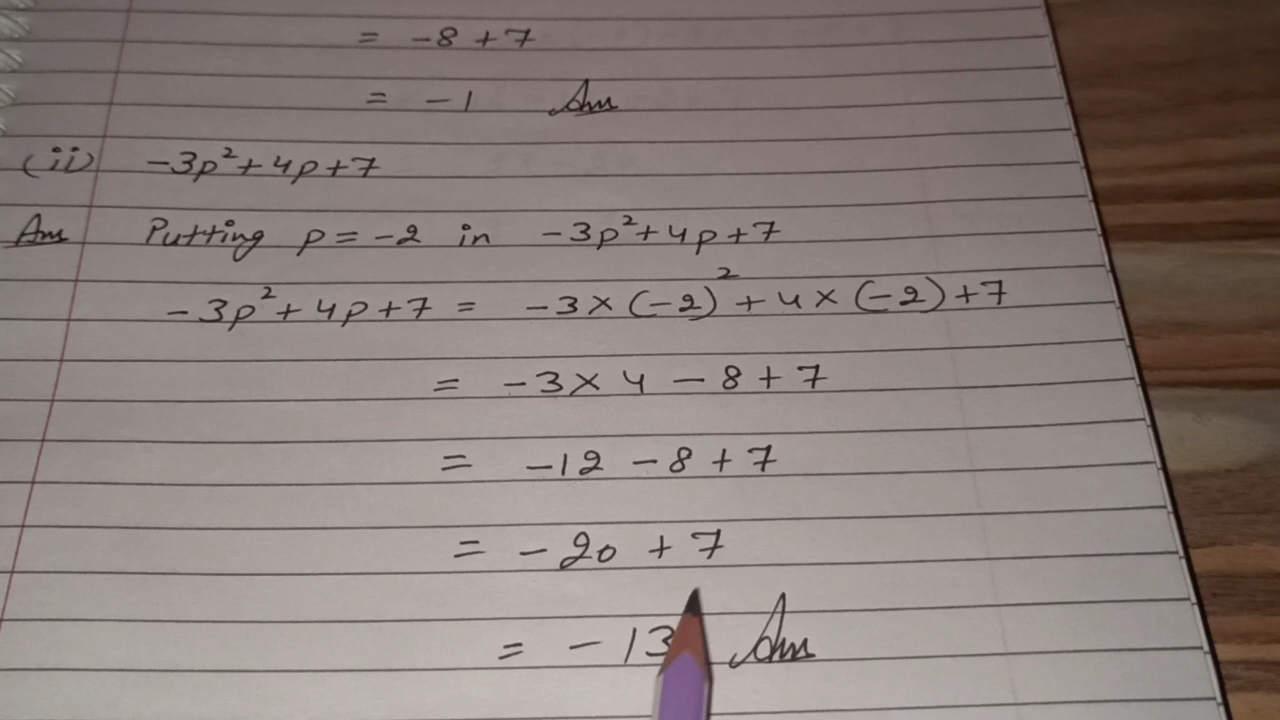 = -8 + 7
= -1 Ans
(ii) -3p² + 4p + 7
Ans Putting p = -2 in -3p² + 4p + 7
-3p² + 4p + 7 = -3 × (-2)² + 4 × (-2) + 7
= -3 × 4 - 8 + 7
= -12 - 8 + 7
= -20 + 7
= -13 Ans